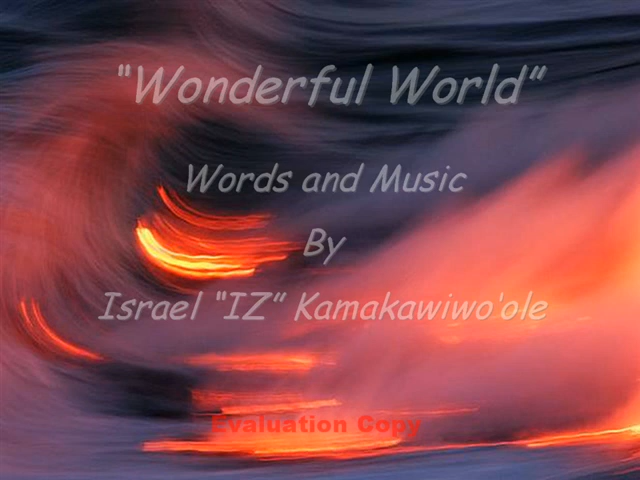 “Wonderful World”
Words and Music
By
Israel “IZ” Kamakawiwo'ole
Evaluation Copy